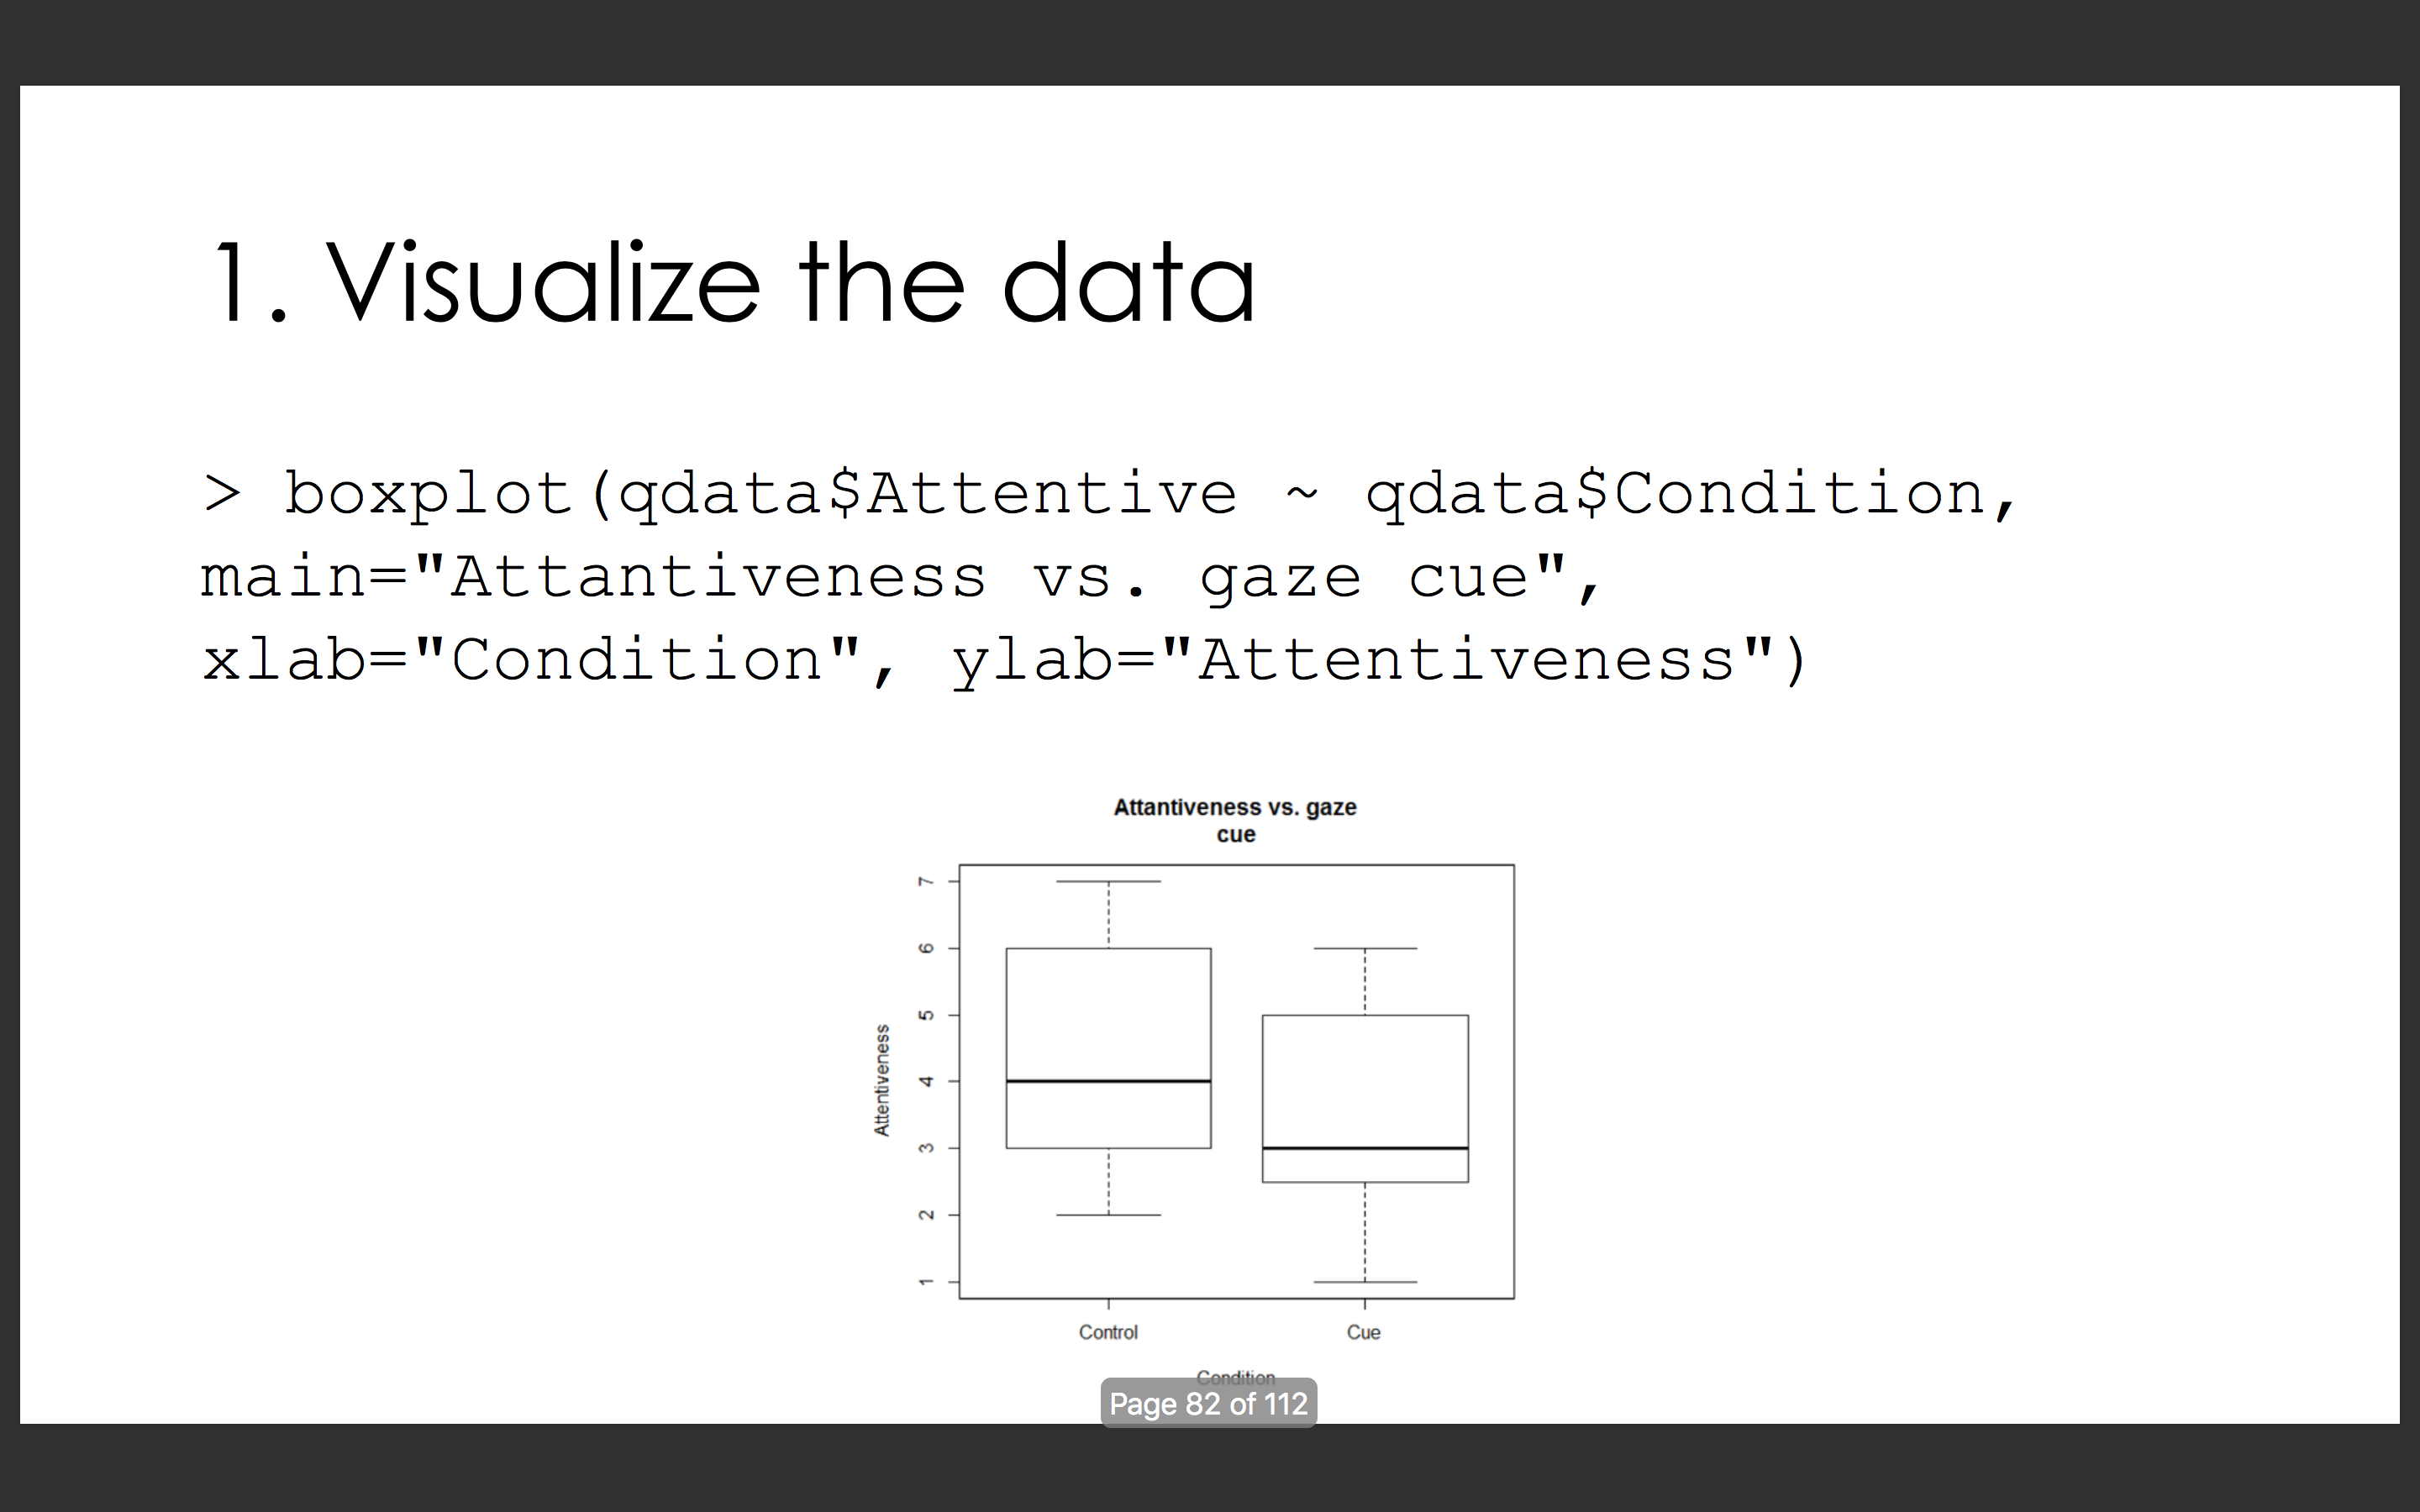 1. Visualize the data
> boxplot(qdata$Attentive ~ qdata$Condition,
main="Attantiveness vs. gaze cue",
xlab="Condition", ylab="Attentiveness")
Attantiveness vs. gaze
cue
Attentiveness
7
6
5
4
3
2
1
Control Cue
Condition
Page 82 of 112